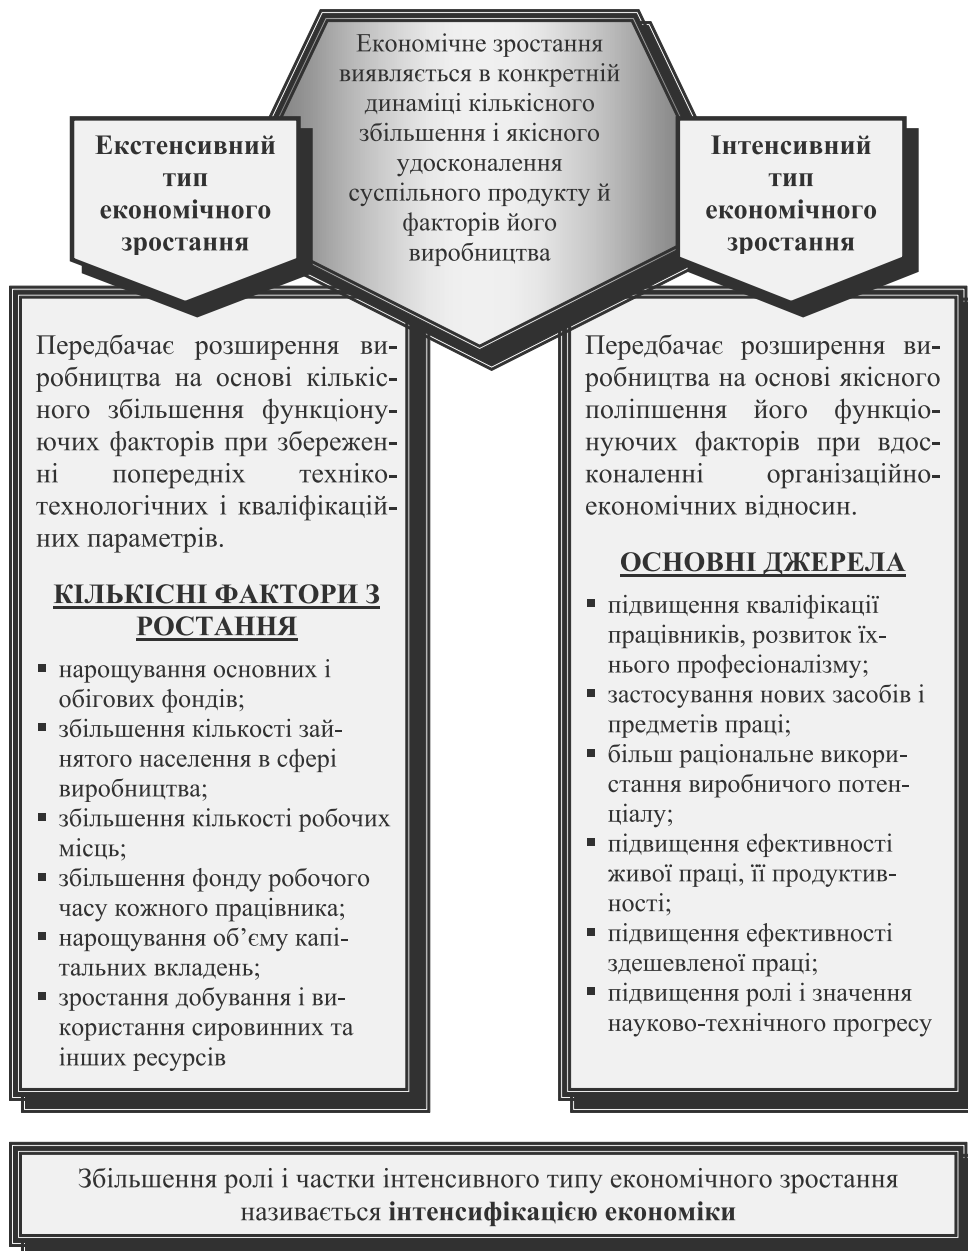 Економічне зростання
виявляється в конкретній
динаміці кількісного
збільшення і якісного
удосконалення
суспільного продукту й
факторів його
виробництва
Екстенсивний
тип
економічного
зростання
Інтенсивний
тип
економічного
зростання
Передбачає розширення ви-
робництва на основі кількіс-
ного збільшення функціону-
ючих факторів при збережен-
ні попередніх техніко-
технологічних і кваліфікацій-
них параметрів.
КІЛЬКІСНІ ФАКТОРИ З
РОСТАННЯ
▪ нарощування основних і
обігових фондів;
▪ збільшення кількості зай-
нятого населення в сфері
виробництва;
▪ збільшення кількості робочих
місць;
▪ збільшення фонду робочого
часу кожного працівника;
▪ нарощування об’єму капі-
тальних вкладень;
▪ зростання добування і ви-
користання сировинних та
інших ресурсів
Передбачає розширення ви-
робництва на основі якісного
поліпшення його функціо-
нуючих факторів при вдос-
коналенні організаційно-
економічних відносин.
ОСНОВНІ ДЖЕРЕЛА
▪ підвищення кваліфікації
працівників, розвиток їх-
нього професіоналізму;
▪ застосування нових засобів і
предметів праці;
▪ більш раціональне викори-
стання виробничого потен-
ціалу;
▪ підвищення ефективності
живої праці, її продуктив-
ності;
▪ підвищення ефективності
здешевленої праці;
▪ підвищення ролі і значення
науково-технічного прогресу
Збільшення ролі і частки інтенсивного типу економічного зростання
називається інтенсифікацією економіки